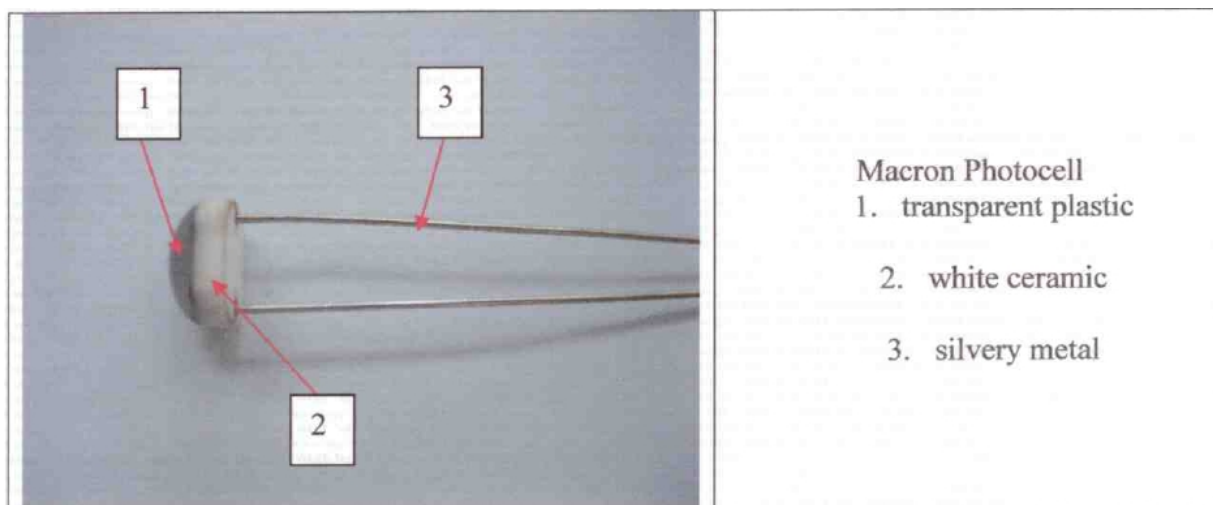 1
3
2
Macron Photocell
1. transparent plastic
2. white ceramic
3. silvery metal